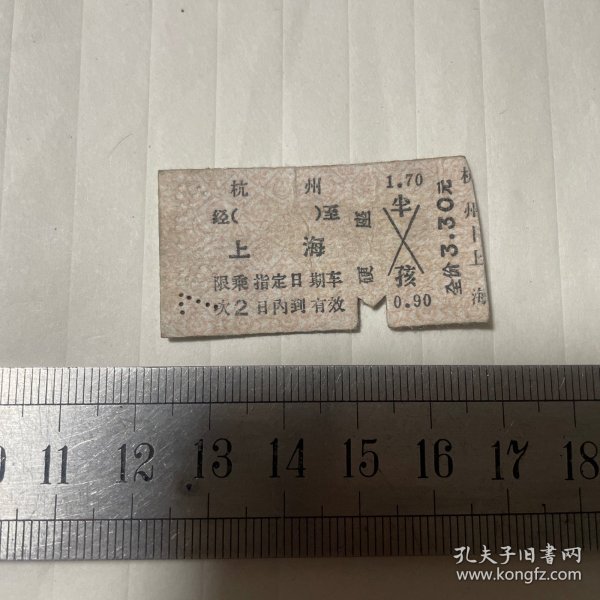 杭 州
经( )至
上 海
限乘指定日期车
次2日内到有效
硬座
1.70
半
孩
0.90
全价3.30元
杭州—上海
11 12 13 14 15 16 17 18
孔夫子旧书网
www.kongfz.com